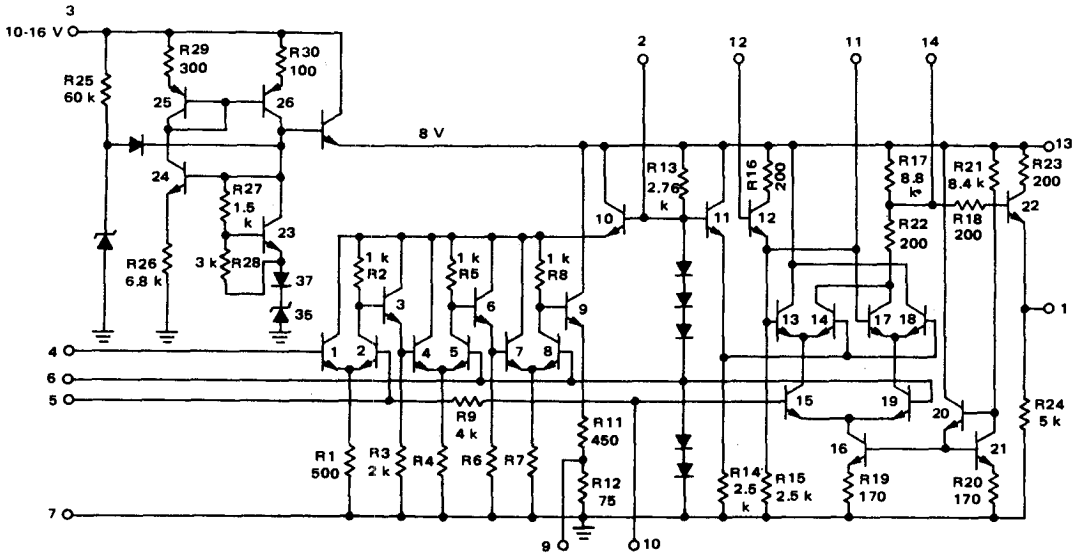 3
10-16 V
R29
300
R30
100
R25
60 k
25
26
2
12
11
14
8 V
13
24
R27
1.5
k
23
3 k
R28
R26
6.8 k
37
35
R13
2.76
k
R16
200
R17
8.8
k
R21
8.4 k
R23
200
10
11
12
R18
200
22
R22
200
1 k
R2
3
1 k
R5
6
1 k
R8
9
13
14
17
18
1
4
1
2
4
5
7
8
6
5
R9
4 k
15
19
20
R24
5 k
R1
500
R3
2 k
R4
R6
R7
R11
450
R12
75
16
21
R14
2.5
k
R15
2.5 k
R19
170
R20
170
7
9
10